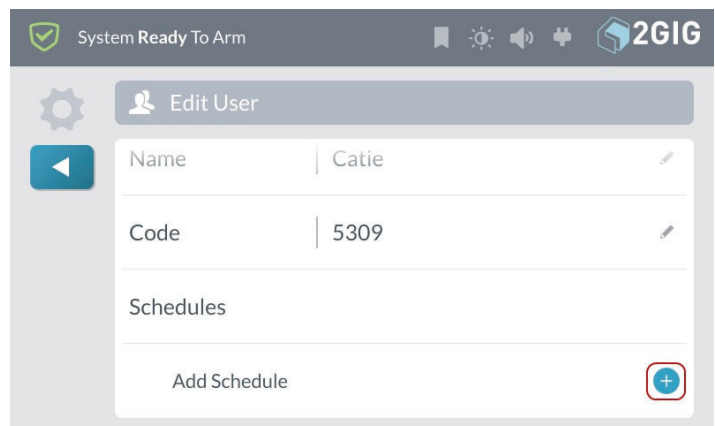 System Ready To Arm
2GIG
Edit User
Name Catie
Code 5309
Schedules
Add Schedule